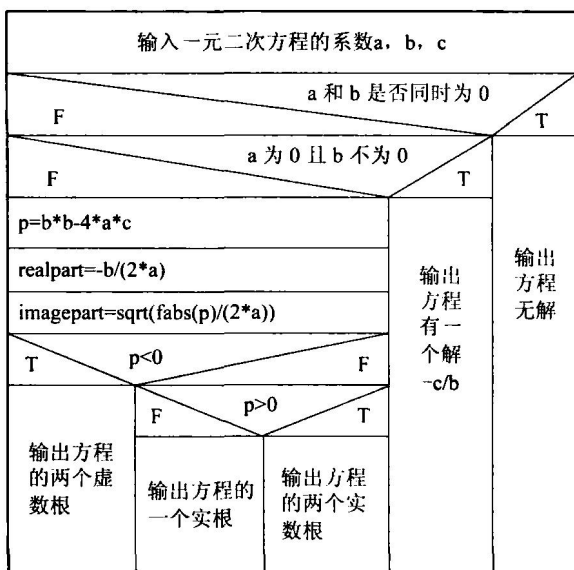 输入一元二次方程的系数a，b，c
a 和 b 是否同时为 0
F
T
a 为 0 且 b 不为 0
F
T
p=b*b-4*a*c
realpart=-b/(2*a)
imagepart=sqrt(fabs(p)/(2*a))
T
p<0
F
F
p>0
T
输出方程
的两个虚
数根
输出方程的
一个实根
输出方程
的两个实
数根
输出
方程
有一
个解
-c/b
输出
方程
无解